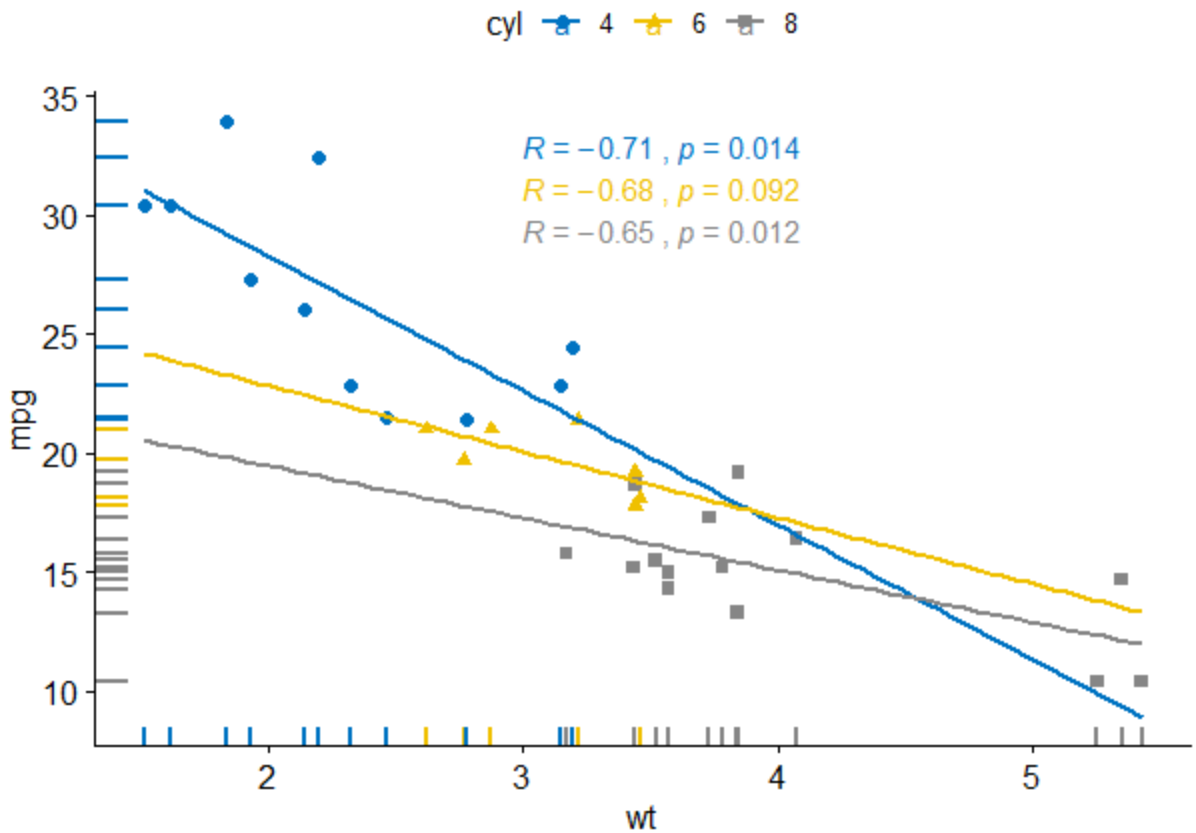 cyl a 4 a 6 a 8
35
R = −0.71 , p = 0.014
R = −0.68 , p = 0.092
R = −0.65 , p = 0.012
30
25
20
15
10
mpg
2 3 4 5
wt